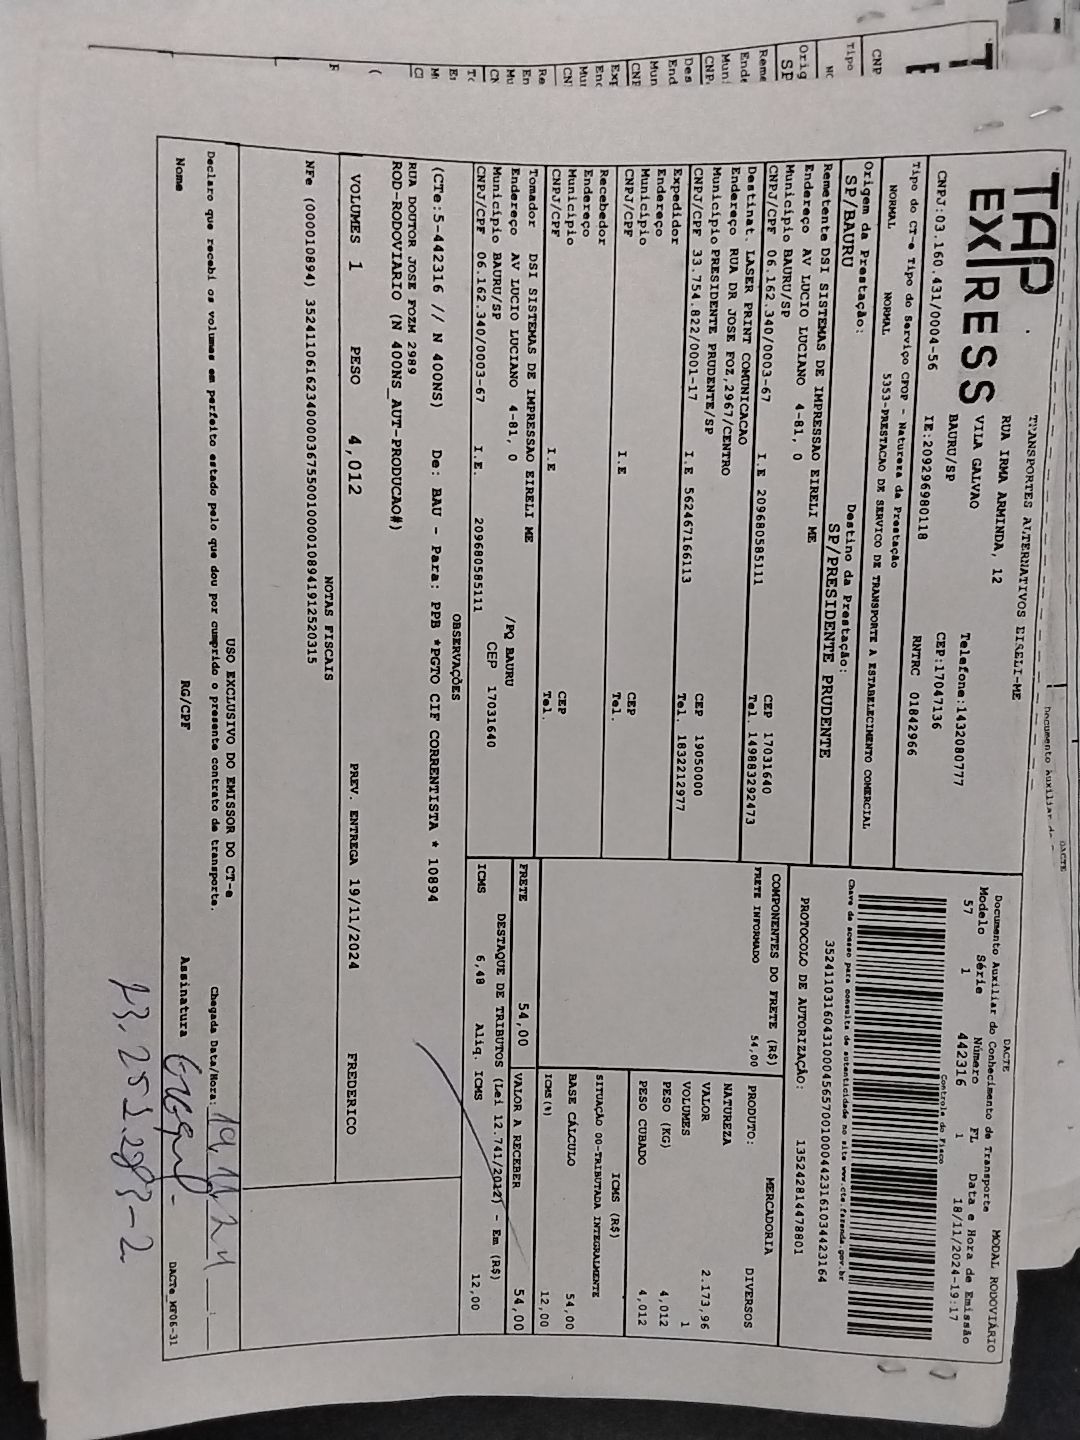 TAP EXPRESS
TRANSPORTES ALTERNATIVOS EIRELI-ME
RUA IRMA ARMINDA, 12
VILA GALVAO
BAURU/SP
Telefone:1432080777
CEP:17047136
CNPJ:03.160.431/0004-56
IE:209296980118
RNTRC 01842966
Tipo do CT-e Tipo do Serviço CFOP - Natureza da Prestação
NORMAL NORMAL 5353-PRESTACAO DE SERVICO DE TRANSPORTE A ESTABELECIMENTO COMERCIAL
Origem da Prestação: Destino da Prestação:
SP/BAURU SP/PRESIDENTE PRUDENTE
Remetente DSI SISTEMAS DE IMPRESSAO EIRELI ME
Endereço AV LUCIO LUCIANO 4-81, 0
Município BAURU/SP CEP 17031640
CNPJ/CPF 06.162.340/0003-67 I.E 209680585111 Tel. 149883292473
Destinat. LASER PRINT COMUNICACAO
Endereço RUA DR JOSE FOZ,2967/CENTRO
Município PRESIDENTE PRUDENTE/SP CEP 19050000
CNPJ/CPF 33.754.822/0001-17 I.E 562467166113 Tel. 1832212977
Expedidor
Endereço
Município CEP
CNPJ/CPF I.E Tel.
Recebedor
Endereço
Município CEP
CNPJ/CPF I.E Tel.
Tomador DSI SISTEMAS DE IMPRESSAO EIRELI ME
Endereço AV LUCIO LUCIANO 4-81, 0 /PQ BAURU
Município BAURU/SP CEP 17031640
CNPJ/CPF 06.162.340/0003-67 I.E. 209680585111
DACTE MODAL RODOVIÁRIO
Documento Auxiliar do Conhecimento de Transporte
Modelo Série Número FL Data e Hora de Emissão
57 1 442316 1 18/11/2024-19:17
Controle do Fisco
Chave de acesso para consulta de autenticidade no site www.cte.fazenda.gov.br
35241103160431000456570010004423161034423164
PROTOCOLO DE AUTORIZAÇÃO: 135242814478801
COMPONENTES DO FRETE (R$)
FRETE INFORMADO 54,00
MERCADORIA
PRODUTO:
NATUREZA DIVERSOS
VALOR 2.173,96
VOLUMES 1
PESO (KG) 4,012
PESO CUBADO 4,012
ICMS (R$)
SITUAÇÃO 00-TRIBUTADA INTEGRALMENTE
BASE CÁLCULO 54,00
ICMS(%) 12,00
FRETE 54,00 VALOR A RECEBER 54,00
DESTAQUE DE TRIBUTOS (Lei 12.741/2012) - Em (R$)
ICMS 6,48 Aliq. ICMS 12,00
OBSERVAÇÕES
(CTe:5-442316 // N 400NS) De: BAU - Para: PPB *PGTO CIF CORRENTISTA * 10894
RUA DOUTOR JOSE FOZM 2989
ROD-RODOVIARIO (N 400NS_AUT-PRODUCAO#)
VOLUMES 1 PESO 4,012 PREV. ENTREGA 19/11/2024 FREDERICO
NOTAS FISCAIS
NFe (000010894) 35241106162340000367550010000108941912520315
USO EXCLUSIVO DO EMISSOR DO CT-e
Declaro que recebi os volumes em perfeito estado pelo que dou por cumprido o presente contrato de transporte. Chegada Data/Hora: 19/11/24
Nome RG/CPF Assinatura
DACTe_MF06-31